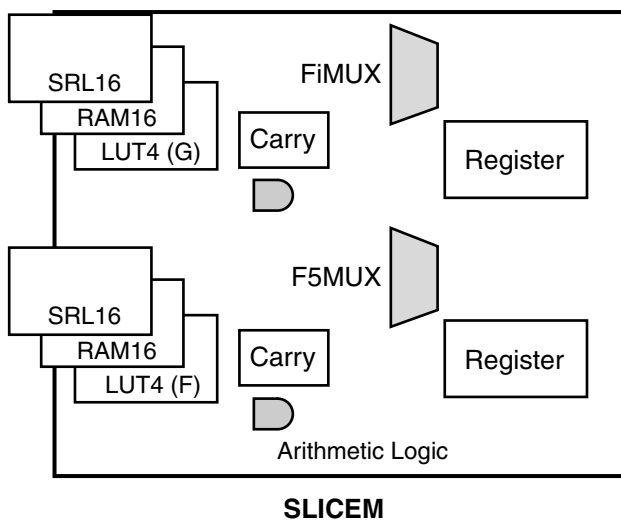 SRL16
RAM16
LUT4 (G)
Carry
FiMUX
Register
SRL16
RAM16
LUT4 (F)
Carry
F5MUX
Register
Arithmetic Logic
SLICEM